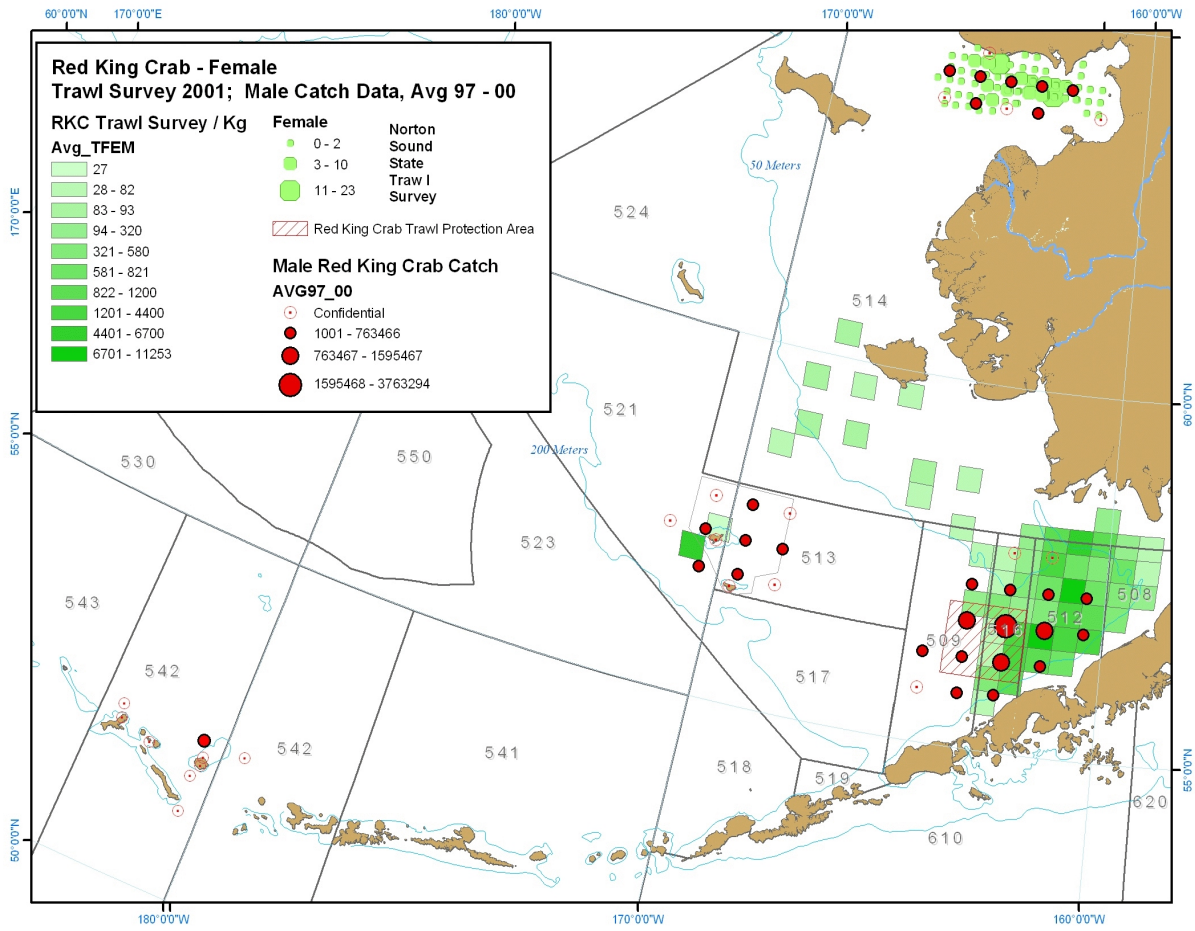 60°0'0"N 170°0'0"E 180°0'0"W 170°0'0"W 160°0'0"W
Red King Crab - Female
Trawl Survey 2001; Male Catch Data, Avg 97 - 00
RKC Trawl Survey / Kg
Avg_TFEM
27
28 - 82
83 - 93
94 - 320
321 - 580
581 - 821
822 - 1200
1201 - 4400
4401 - 6700
6701 - 11253
Female
0 - 2
3 - 10
11 - 23
Norton
Sound
State
Traw l
Survey
Red King Crab Trawl Protection Area
Male Red King Crab Catch
AVG97_00
Confidential
1001 - 763466
763467 - 1595467
1595468 - 3763294
50 Meters
170°0'0"E
524
514
521
60°0'0"N
55°0'0"N
200 Meters
530
550
523
513
508
543
512
516
509
542
517
542
541
518
519
55°0'0"N
620
50°0'0"N
610
180°0'0"W 170°0'0"W 160°0'0"W